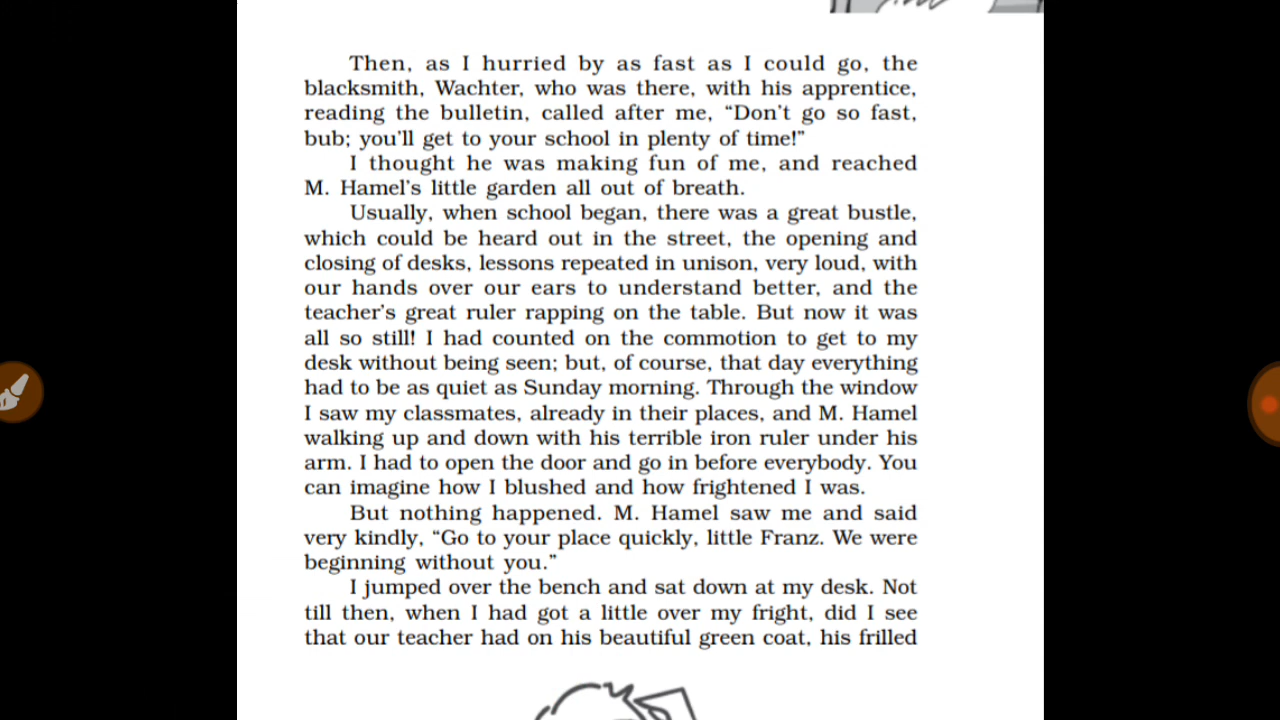 Then, as I hurried by as fast as I could go, the
blacksmith, Wachter, who was there, with his apprentice,
reading the bulletin, called after me, “Don’t go so fast,
bub; you’ll get to your school in plenty of time!”
I thought he was making fun of me, and reached
M. Hamel’s little garden all out of breath.
Usually, when school began, there was a great bustle,
which could be heard out in the street, the opening and
closing of desks, lessons repeated in unison, very loud, with
our hands over our ears to understand better, and the
teacher’s great ruler rapping on the table. But now it was
all so still! I had counted on the commotion to get to my
desk without being seen; but, of course, that day everything
had to be as quiet as Sunday morning. Through the window
I saw my classmates, already in their places, and M. Hamel
walking up and down with his terrible iron ruler under his
arm. I had to open the door and go in before everybody. You
can imagine how I blushed and how frightened I was.
But nothing happened. M. Hamel saw me and said
very kindly, “Go to your place quickly, little Franz. We were
beginning without you.”
I jumped over the bench and sat down at my desk. Not
till then, when I had got a little over my fright, did I see
that our teacher had on his beautiful green coat, his frilled